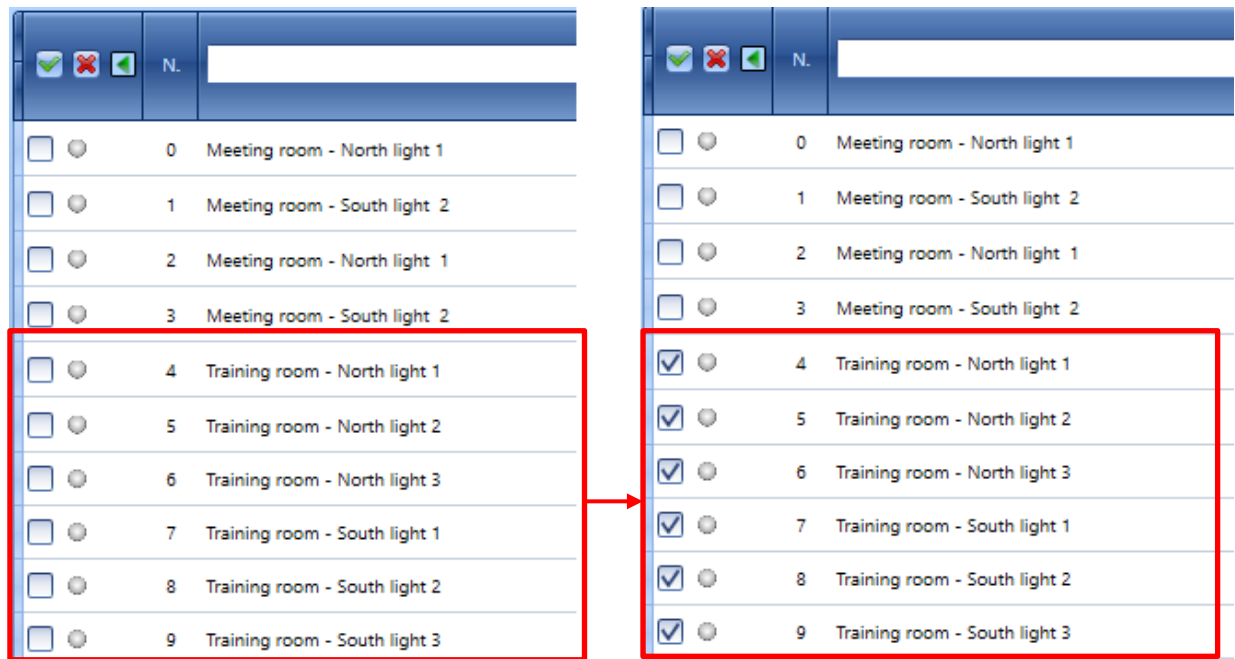 N.
0 Meeting room - North light 1
1 Meeting room - South light 2
2 Meeting room - North light 1
3 Meeting room - South light 2
4 Training room - North light 1
5 Training room - North light 2
6 Training room - North light 3
7 Training room - South light 1
8 Training room - South light 2
9 Training room - South light 3
N.
0 Meeting room - North light 1
1 Meeting room - South light 2
2 Meeting room - North light 1
3 Meeting room - South light 2
4 Training room - North light 1
5 Training room - North light 2
6 Training room - North light 3
7 Training room - South light 1
8 Training room - South light 2
9 Training room - South light 3